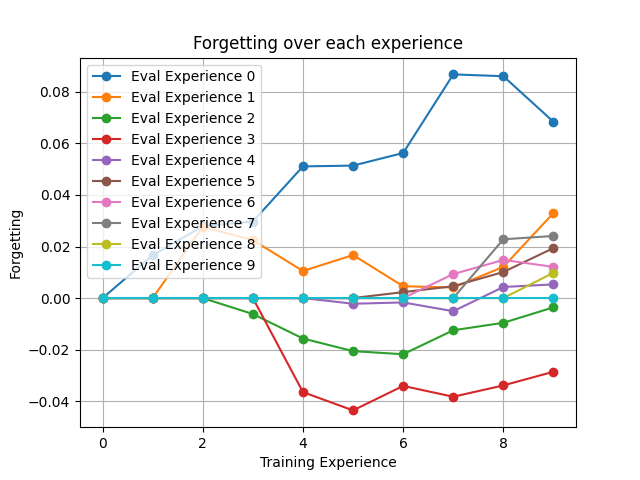 Forgetting over each experience
Eval Experience 0
Eval Experience 1
Eval Experience 2
Eval Experience 3
Eval Experience 4
Eval Experience 5
Eval Experience 6
Eval Experience 7
Eval Experience 8
Eval Experience 9
0.08
0.06
0.04
0.02
0.00
−0.02
−0.04
Forgetting
0 2 4 6 8
Training Experience